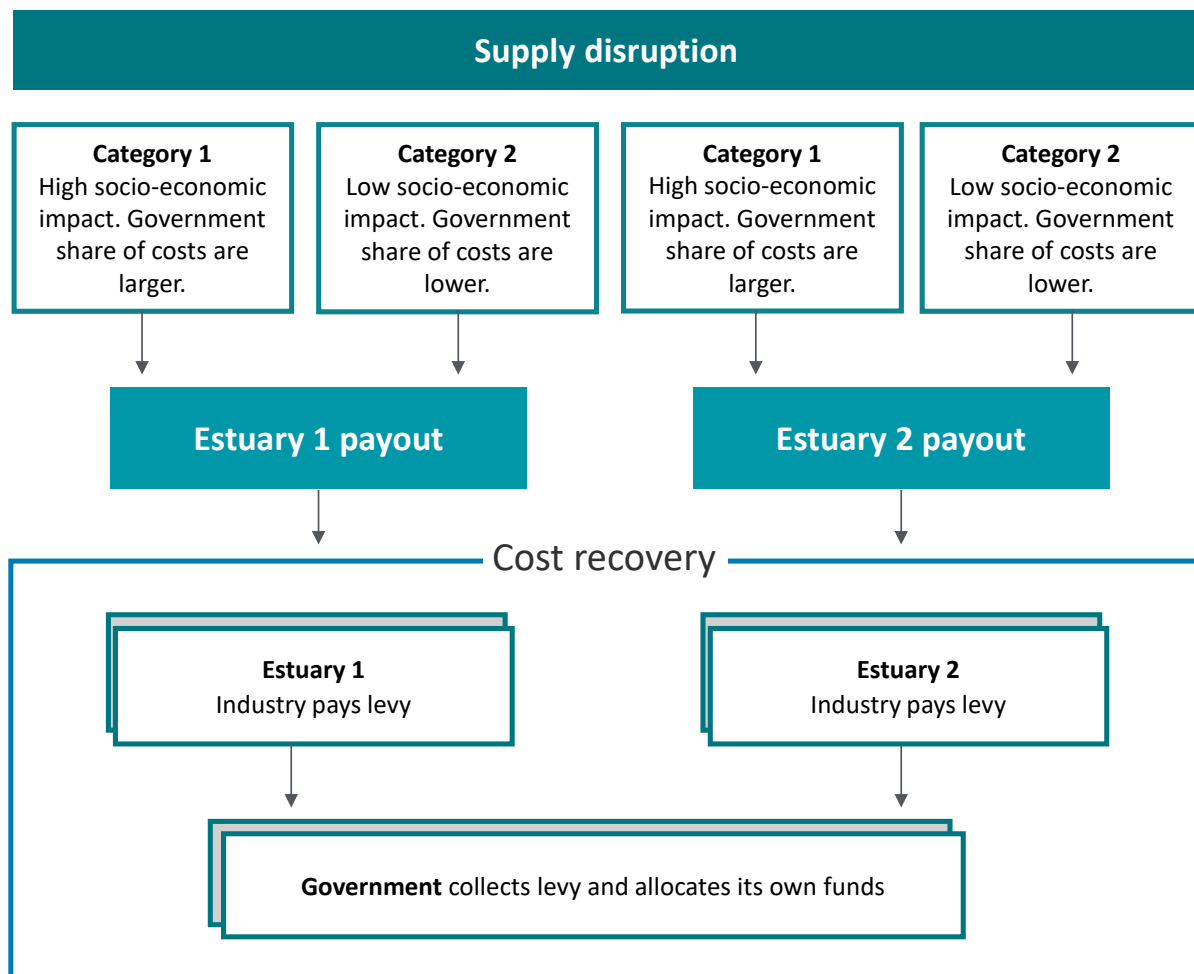 Supply disruption
Category 1
High socio-economic
impact. Government
share of costs are
larger.
Category 2
Low socio-economic
impact. Government
share of costs are
lower.
Category 1
High socio-economic
impact. Government
share of costs are
larger.
Category 2
Low socio-economic
impact. Government
share of costs are
lower.
Estuary 1 payout
Estuary 2 payout
Cost recovery
Estuary 1
Industry pays levy
Estuary 2
Industry pays levy
Government collects levy and allocates its own funds